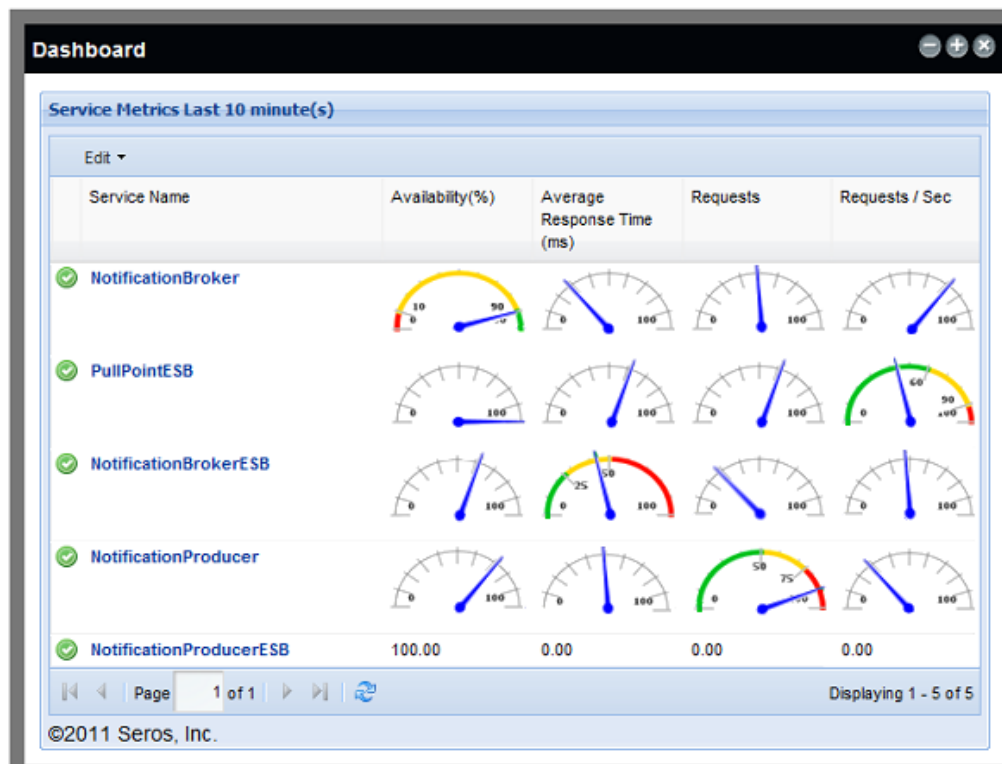 Dashboard
Service Metrics Last 10 minute(s)
Edit
Service Name Availability(%) Average Response Time (ms) Requests Requests / Sec
NotificationBroker
0 10 90
0 100
0 100
0 100
PullPointESB
0 100
0 100
0 100
0 60 90
NotificationBrokerESB
0 100
0 25 50 100
0 100
0 100
NotificationProducer
0 100
0 100
0 50 75
0 100
NotificationProducerESB 100.00 0.00 0.00 0.00
Page 1 of 1 Displaying 1 - 5 of 5
©2011 Seros, Inc.